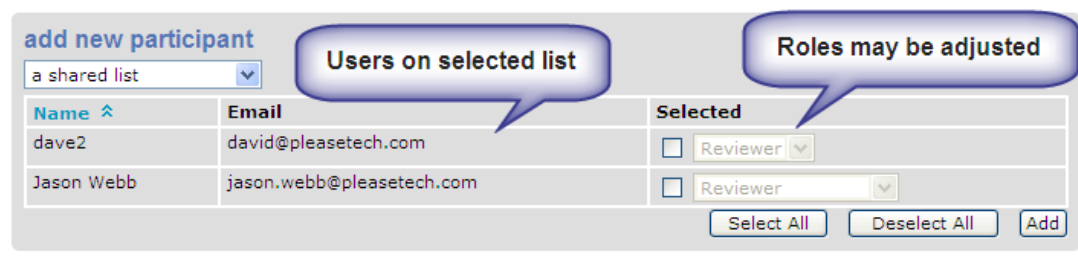 add new participant
Users on selected list
Roles may be adjusted
a shared list
Name Email Selected
dave2 david@pleasetech.com Reviewer
Jason Webb jason.webb@pleasetech.com Reviewer
Select All Deselect All Add